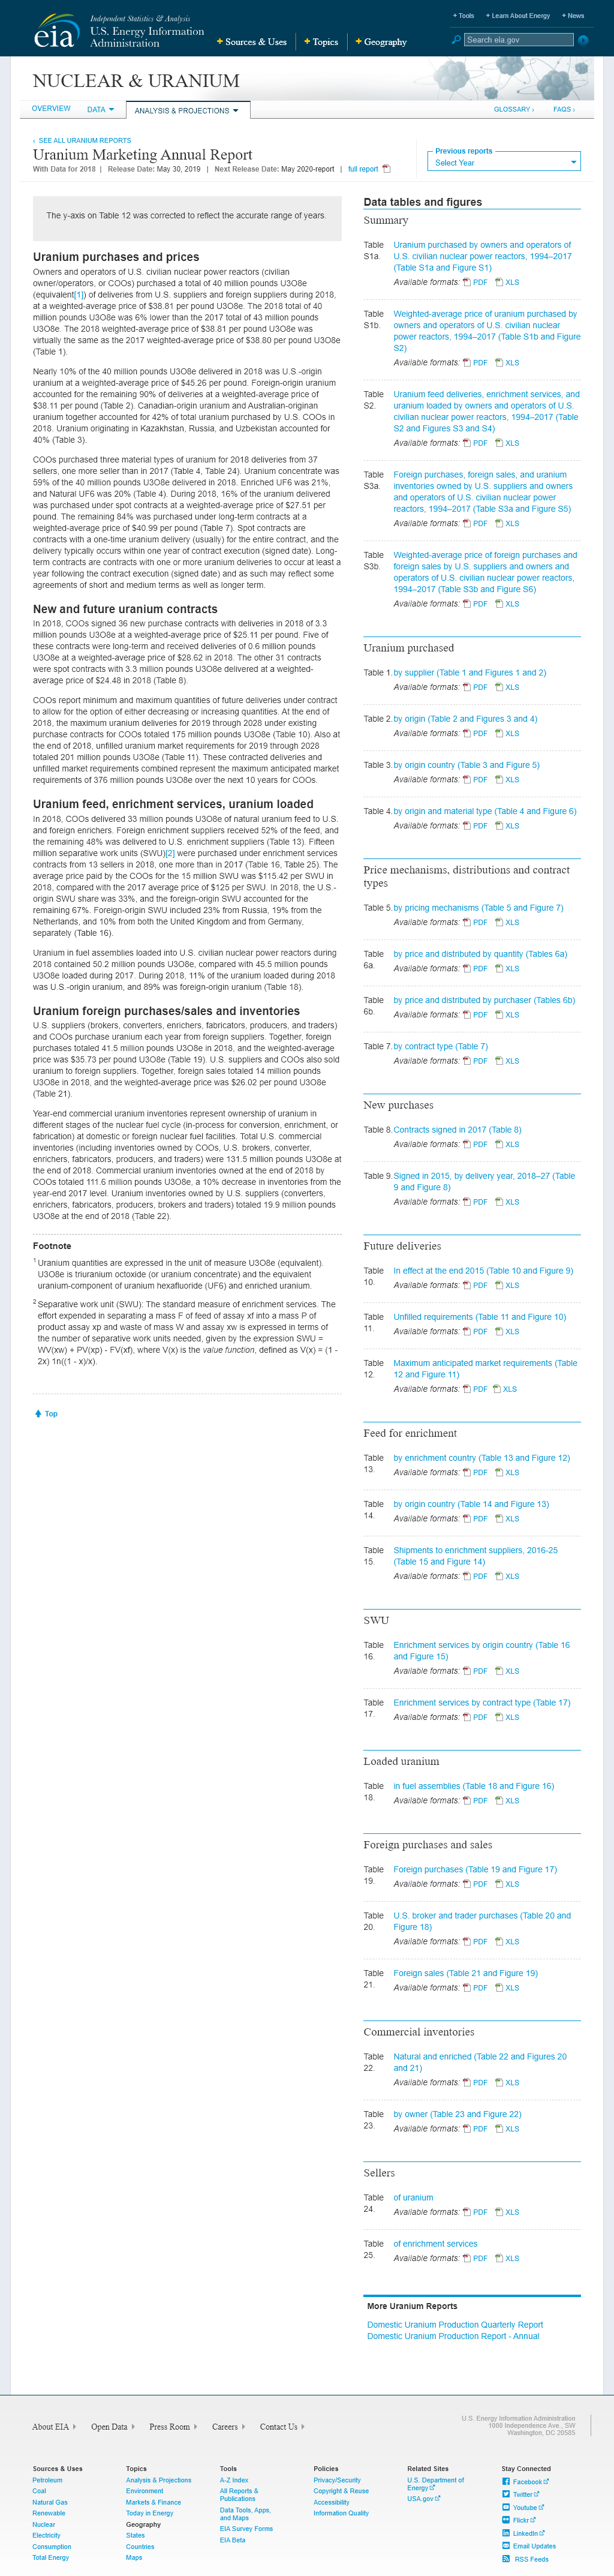 Independent Statistics & Analysis
U.S. Energy Information
Administration
eia
+ Tools + Learn About Energy + News
+ Sources & Uses + Topics + Geography
Search eia.gov
NUCLEAR & URANIUM
OVERVIEW DATA ANALYSIS & PROJECTIONS GLOSSARY › FAQS ›
‹ SEE ALL URANIUM REPORTS
Uranium Marketing Annual Report
With Data for 2018 | Release Date: May 30, 2019 | Next Release Date: May 2020-report | full report
Previous reports
Select Year
The y-axis on Table 12 was corrected to reflect the accurate range of years.
Uranium purchases and prices
Owners and operators of U.S. civilian nuclear power reactors (civilian
owner/operators, or COOs) purchased a total of 40 million pounds U3O8e
(equivalent[1]) of deliveries from U.S. suppliers and foreign suppliers during 2018,
at a weighted-average price of $38.81 per pound U3O8e. The 2018 total of 40
million pounds U3O8e was 6% lower than the 2017 total of 43 million pounds
U3O8e. The 2018 weighted-average price of $38.81 per pound U3O8e was
virtually the same as the 2017 weighted-average price of $38.80 per pound U3O8e
(Table 1).
Nearly 10% of the 40 million pounds U3O8e delivered in 2018 was U.S.-origin
uranium at a weighted-average price of $45.26 per pound. Foreign-origin uranium
accounted for the remaining 90% of deliveries at a weighted-average price of
$38.11 per pound (Table 2). Canadian-origin uranium and Australian-origin
uranium together accounted for 42% of total uranium purchased by U.S. COOs in
2018. Uranium originating in Kazakhstan, Russia, and Uzbekistan accounted for
40% (Table 3).
COOs purchased three material types of uranium for 2018 deliveries from 37
sellers, one more seller than in 2017 (Table 4, Table 24). Uranium concentrate was
59% of the 40 million pounds U3O8e delivered in 2018. Enriched UF6 was 21%,
and Natural UF6 was 20% (Table 4). During 2018, 16% of the uranium delivered
was purchased under spot contracts at a weighted-average price of $27.51 per
pound. The remaining 84% was purchased under long-term contracts at a
weighted-average price of $40.99 per pound (Table 7). Spot contracts are
contracts with a one-time uranium delivery (usually) for the entire contract, and the
delivery occurs within one year of contract execution (signed date). Long-
term contracts are contracts with one or more uranium deliveries to occur at least a
year following the contract execution (signed date) and as such may reflect some
agreements of short and medium terms as well as longer term.
New and future uranium contracts
In 2018, COOs signed 36 new purchase contracts with deliveries in 2018 of 3.3
million pounds U3O8e at a weighted-average price of $25.11 per pound. Five of
these contracts were long-term and received deliveries of 0.6 million pounds
U3O8e at a weighted-average price of $28.62 in 2018. The other 31 contracts
were spot contracts with 3.3 million pounds U3O8e delivered at a weighted-
average price of $24.48 in 2018 (Table 8).
COOs report minimum and maximum quantities of future deliveries under contract
to allow for the option of either decreasing or increasing quantities. At the end of
2018, the maximum uranium deliveries for 2019 through 2028 under existing
purchase contracts for COOs totaled 175 million pounds U3O8e (Table 10). Also at
the end of 2018, unfilled uranium market requirements for 2019 through 2028
totaled 201 million pounds U3O8e (Table 11). These contracted deliveries and
unfilled market requirements combined represent the maximum anticipated market
requirements of 376 million pounds U3O8e over the next 10 years for COOs.
Uranium feed, enrichment services, uranium loaded
In 2018, COOs delivered 33 million pounds U3O8e of natural uranium feed to U.S.
and foreign enrichers. Foreign enrichment suppliers received 52% of the feed, and
the remaining 48% was delivered to U.S. enrichment suppliers (Table 13). Fifteen
million separative work units (SWU)[2] were purchased under enrichment services
contracts from 13 sellers in 2018, one more than in 2017 (Table 16, Table 25). The
average price paid by the COOs for the 15 million SWU was $115.42 per SWU in
2018, compared with the 2017 average price of $125 per SWU. In 2018, the U.S.-
origin SWU share was 33%, and the foreign-origin SWU account for the
remaining 67%. Foreign-origin SWU included 23% from Russia, 19% from the
Netherlands, and 10% from both the United Kingdom and from Germany,
separately (Table 16).
Uranium in fuel assemblies loaded into U.S. civilian nuclear power reactors during
2018 contained 50.2 million pounds U3O8e, compared with 45.5 million pounds
U3O8e loaded during 2017. During 2018, 11% of the uranium loaded during 2018
was U.S.-origin uranium, and 89% was foreign-origin uranium (Table 18).
Uranium foreign purchases/sales and inventories
U.S. suppliers (brokers, converters, enrichers, fabricators, producers, and traders)
and COOs purchase uranium each year from foreign suppliers. Together, foreign
purchases totaled 41.5 million pounds U3O8e in 2018, and the weighted-average
price was $35.73 per pound U3O8e (Table 19). U.S. suppliers and COOs also sold
uranium to foreign suppliers. Together, foreign sales totaled 14 million pounds
U3O8e in 2018, and the weighted-average price was $26.02 per pound U3O8e
(Table 21).
Year-end commercial uranium inventories represent ownership of uranium in
different stages of the nuclear fuel cycle (in-process for conversion, enrichment, or
fabrication) at domestic or foreign nuclear fuel facilities. Total U.S. commercial
inventories (including inventories owned by COOs, U.S. brokers, converter,
enrichers, fabricators, producers, and traders) were 131.5 million pounds U3O8e at
the end of 2018. Commercial uranium inventories owned at the end of 2018 by
COOs totaled 111.6 million pounds U3O8e, a 10% decrease in inventories from the
year-end 2017 level. Uranium inventories owned by U.S. suppliers (converters,
enrichers, fabricators, producers, brokers and traders) totaled 19.9 million pounds
U3O8e at the end of 2018 (Table 22).
Footnote
1 Uranium quantities are expressed in the unit of measure U3O8e (equivalent).
U3O8e is triuranium octoxide (or uranium concentrate) and the equivalent
uranium-component of uranium hexafluoride (UF6) and enriched uranium.
2 Separative work unit (SWU): The standard measure of enrichment services. The
effort expended in separating a mass F of feed of assay xf into a mass P of
product assay xp and waste of mass W and assay xw is expressed in terms of
the number of separative work units needed, given by the expression SWU =
WV(xw) + PV(xp) - FV(xf), where V(x) is the value function, defined as V(x) = (1 -
2x) 1n((1 - x)/x).
Top
Data tables and figures
Summary
Table S1a. Uranium purchased by owners and operators of
U.S. civilian nuclear power reactors, 1994–2017
(Table S1a and Figure S1)
Available formats: PDF XLS
Table S1b. Weighted-average price of uranium purchased by
owners and operators of U.S. civilian nuclear
power reactors, 1994–2017 (Table S1b and Figure
S2)
Available formats: PDF XLS
Table S2. Uranium feed deliveries, enrichment services, and
uranium loaded by owners and operators of U.S.
civilian nuclear power reactors, 1994–2017 (Table
S2 and Figures S3 and S4)
Available formats: PDF XLS
Table S3a. Foreign purchases, foreign sales, and uranium
inventories owned by U.S. suppliers and owners
and operators of U.S. civilian nuclear power
reactors, 1994–2017 (Table S3a and Figure S5)
Available formats: PDF XLS
Table S3b. Weighted-average price of foreign purchases and
foreign sales by U.S. suppliers and owners and
operators of U.S. civilian nuclear power reactors,
1994–2017 (Table S3b and Figure S6)
Available formats: PDF XLS
Uranium purchased
Table 1. by supplier (Table 1 and Figures 1 and 2)
Available formats: PDF XLS
Table 2. by origin (Table 2 and Figures 3 and 4)
Available formats: PDF XLS
Table 3. by origin country (Table 3 and Figure 5)
Available formats: PDF XLS
Table 4. by origin and material type (Table 4 and Figure 6)
Available formats: PDF XLS
Price mechanisms, distributions and contract
types
Table 5. by pricing mechanisms (Table 5 and Figure 7)
Available formats: PDF XLS
Table 6a. by price and distributed by quantity (Tables 6a)
Available formats: PDF XLS
Table 6b. by price and distributed by purchaser (Tables 6b)
Available formats: PDF XLS
Table 7. by contract type (Table 7)
Available formats: PDF XLS
New purchases
Table 8. Contracts signed in 2017 (Table 8)
Available formats: PDF XLS
Table 9. Signed in 2015, by delivery year, 2018–27 (Table
9 and Figure 8)
Available formats: PDF XLS
Future deliveries
Table 10. In effect at the end 2015 (Table 10 and Figure 9)
Available formats: PDF XLS
Table 11. Unfilled requirements (Table 11 and Figure 10)
Available formats: PDF XLS
Table 12. Maximum anticipated market requirements (Table
12 and Figure 11)
Available formats: PDF XLS
Feed for enrichment
Table 13. by enrichment country (Table 13 and Figure 12)
Available formats: PDF XLS
Table 14. by origin country (Table 14 and Figure 13)
Available formats: PDF XLS
Table 15. Shipments to enrichment suppliers, 2016-25
(Table 15 and Figure 14)
Available formats: PDF XLS
SWU
Table 16. Enrichment services by origin country (Table 16
and Figure 15)
Available formats: PDF XLS
Table 17. Enrichment services by contract type (Table 17)
Available formats: PDF XLS
Loaded uranium
Table 18. in fuel assemblies (Table 18 and Figure 16)
Available formats: PDF XLS
Foreign purchases and sales
Table 19. Foreign purchases (Table 19 and Figure 17)
Available formats: PDF XLS
Table 20. U.S. broker and trader purchases (Table 20 and
Figure 18)
Available formats: PDF XLS
Table 21. Foreign sales (Table 21 and Figure 19)
Available formats: PDF XLS
Commercial inventories
Table 22. Natural and enriched (Table 22 and Figures 20
and 21)
Available formats: PDF XLS
Table 23. by owner (Table 23 and Figure 22)
Available formats: PDF XLS
Sellers
Table 24. of uranium
Available formats: PDF XLS
Table 25. of enrichment services
Available formats: PDF XLS
More Uranium Reports
Domestic Uranium Production Quarterly Report
Domestic Uranium Production Report - Annual
About EIA Open Data Press Room Careers Contact Us
U.S. Energy Information Administration
1000 Independence Ave., SW
Washington, DC 20585
Sources & Uses
Petroleum
Coal
Natural Gas
Renewable
Nuclear
Electricity
Consumption
Total Energy
Topics
Analysis & Projections
Environment
Markets & Finance
Today in Energy
Geography
States
Countries
Maps
Tools
A-Z Index
All Reports &
Publications
Data Tools, Apps,
and Maps
EIA Survey Forms
EIA Beta
Policies
Privacy/Security
Copyright & Reuse
Accessibility
Information Quality
Related Sites
U.S. Department of
Energy
USA.gov
Stay Connected
Facebook
Twitter
Youtube
Flickr
LinkedIn
Email Updates
RSS Feeds